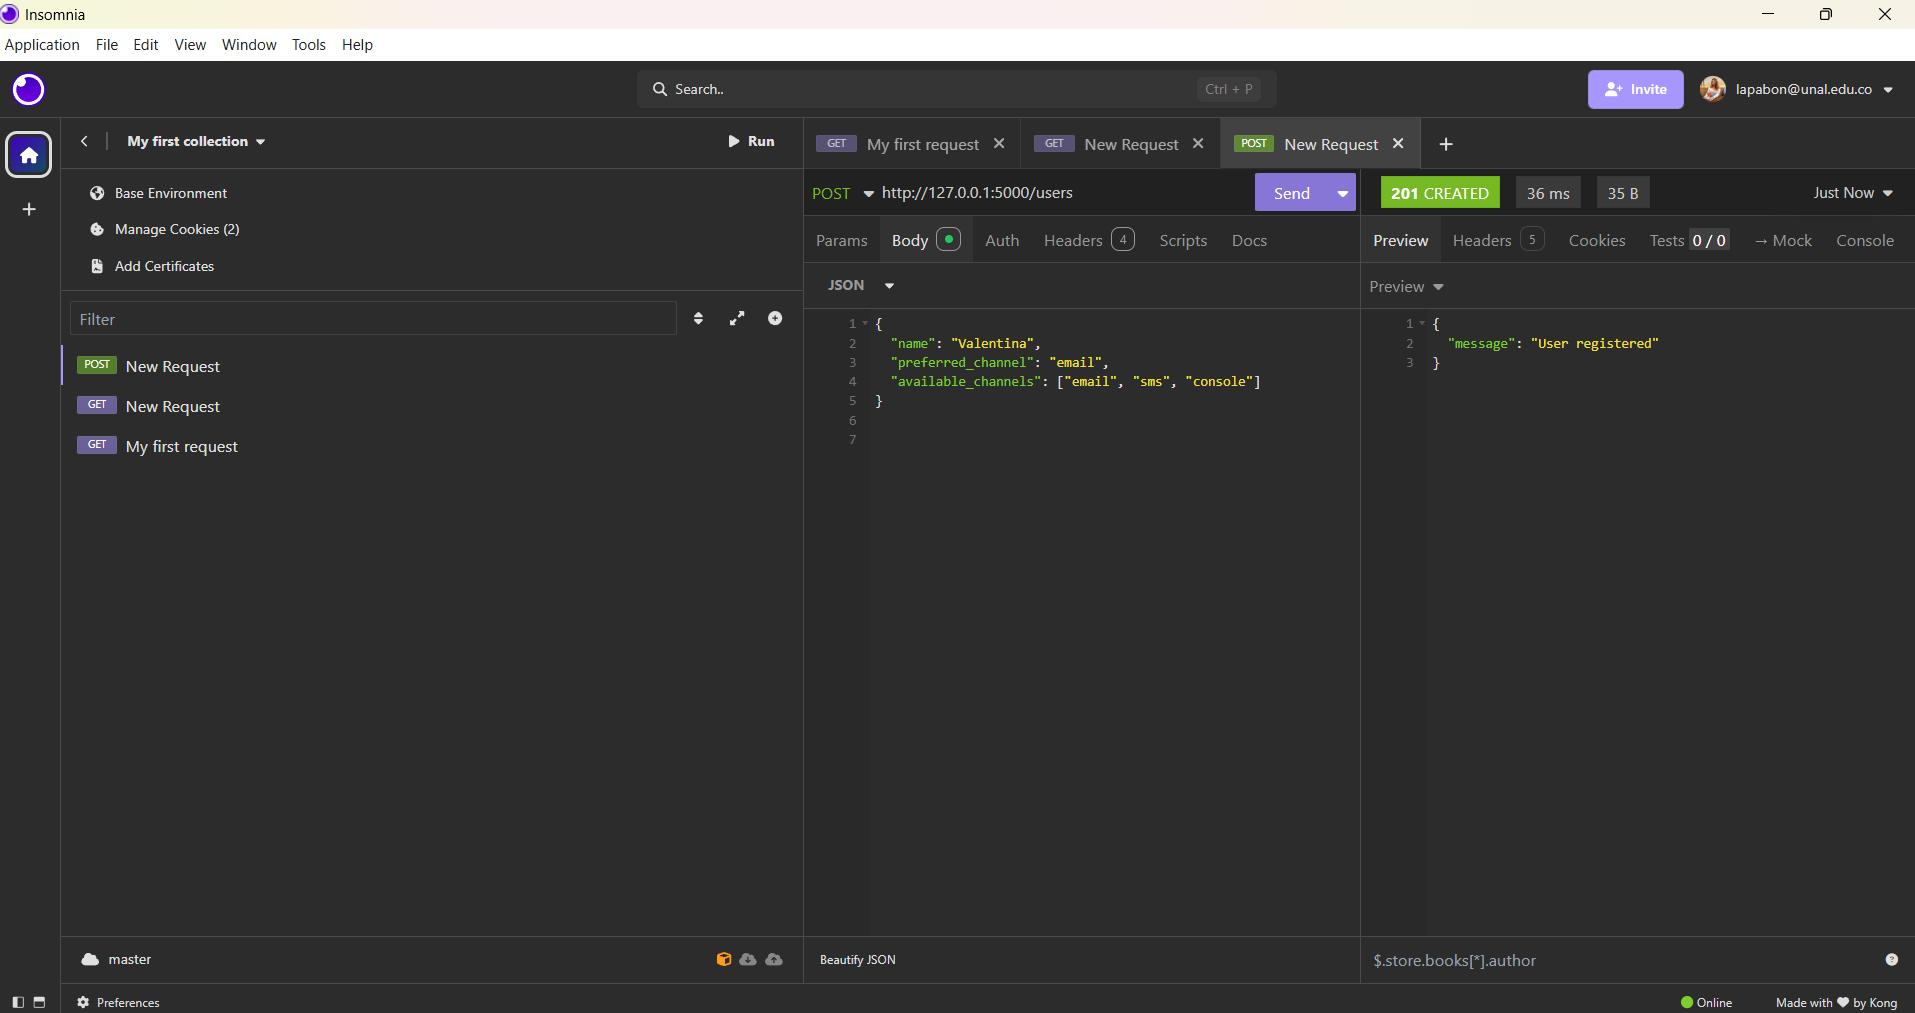 Insomnia
Application File Edit View Window Tools Help
Search.. Ctrl + P
Invite lapabon@unal.edu.co
My first collection Run
GET My first request GET New Request POST New Request
Base Environment
Manage Cookies (2)
Add Certificates
Filter
POST New Request
GET New Request
GET My first request
POST http://127.0.0.1:5000/users Send
201 CREATED 36 ms 35 B Just Now
Params Body Auth Headers 4 Scripts Docs
Preview Headers 5 Cookies Tests 0 / 0 → Mock Console
JSON
1 {
2 "name": "Valentina",
3 "preferred_channel": "email",
4 "available_channels": ["email", "sms", "console"]
5 }
6
7
Preview
1 {
2 "message": "User registered"
3 }
master
Beautify JSON
$.store.books[*].author
Preferences
Online Made with ♥ by Kong